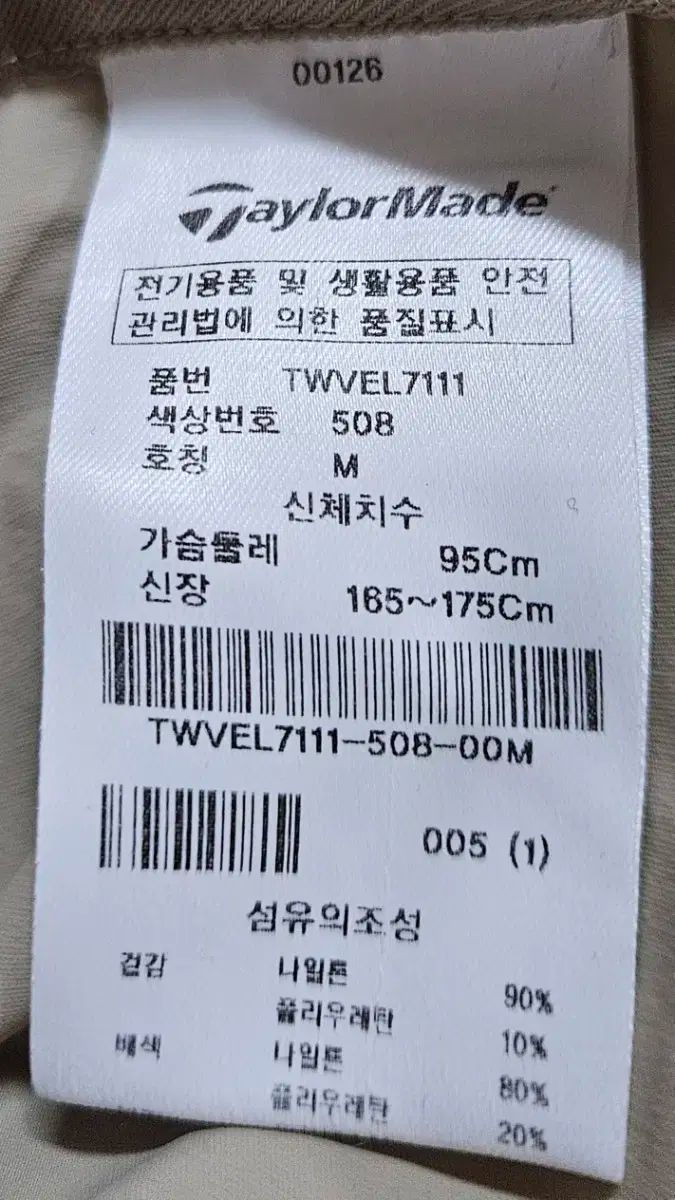 00126
TaylorMade
전기용품 및 생활용품 안전
관리법에 의한 품질표시
품번 TWVEL7111
색상번호 508
호칭 M
신체치수
가슴둘레 95Cm
신장 165~175Cm
TWVEL7111-508-00M
005 (1)
섬유의조성
겉감 나일론 90%
폴리우레탄 10%
배색 나일론 80%
폴리우레탄 20%